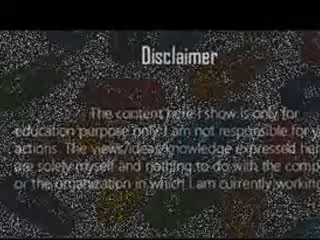 Disclaimer
The content here I show is only for
education purpose only I am not responsible for
actions. The views/ideas/knowledge expressed
are solely myself and nothing to do with the
or the organization in which I am currently working